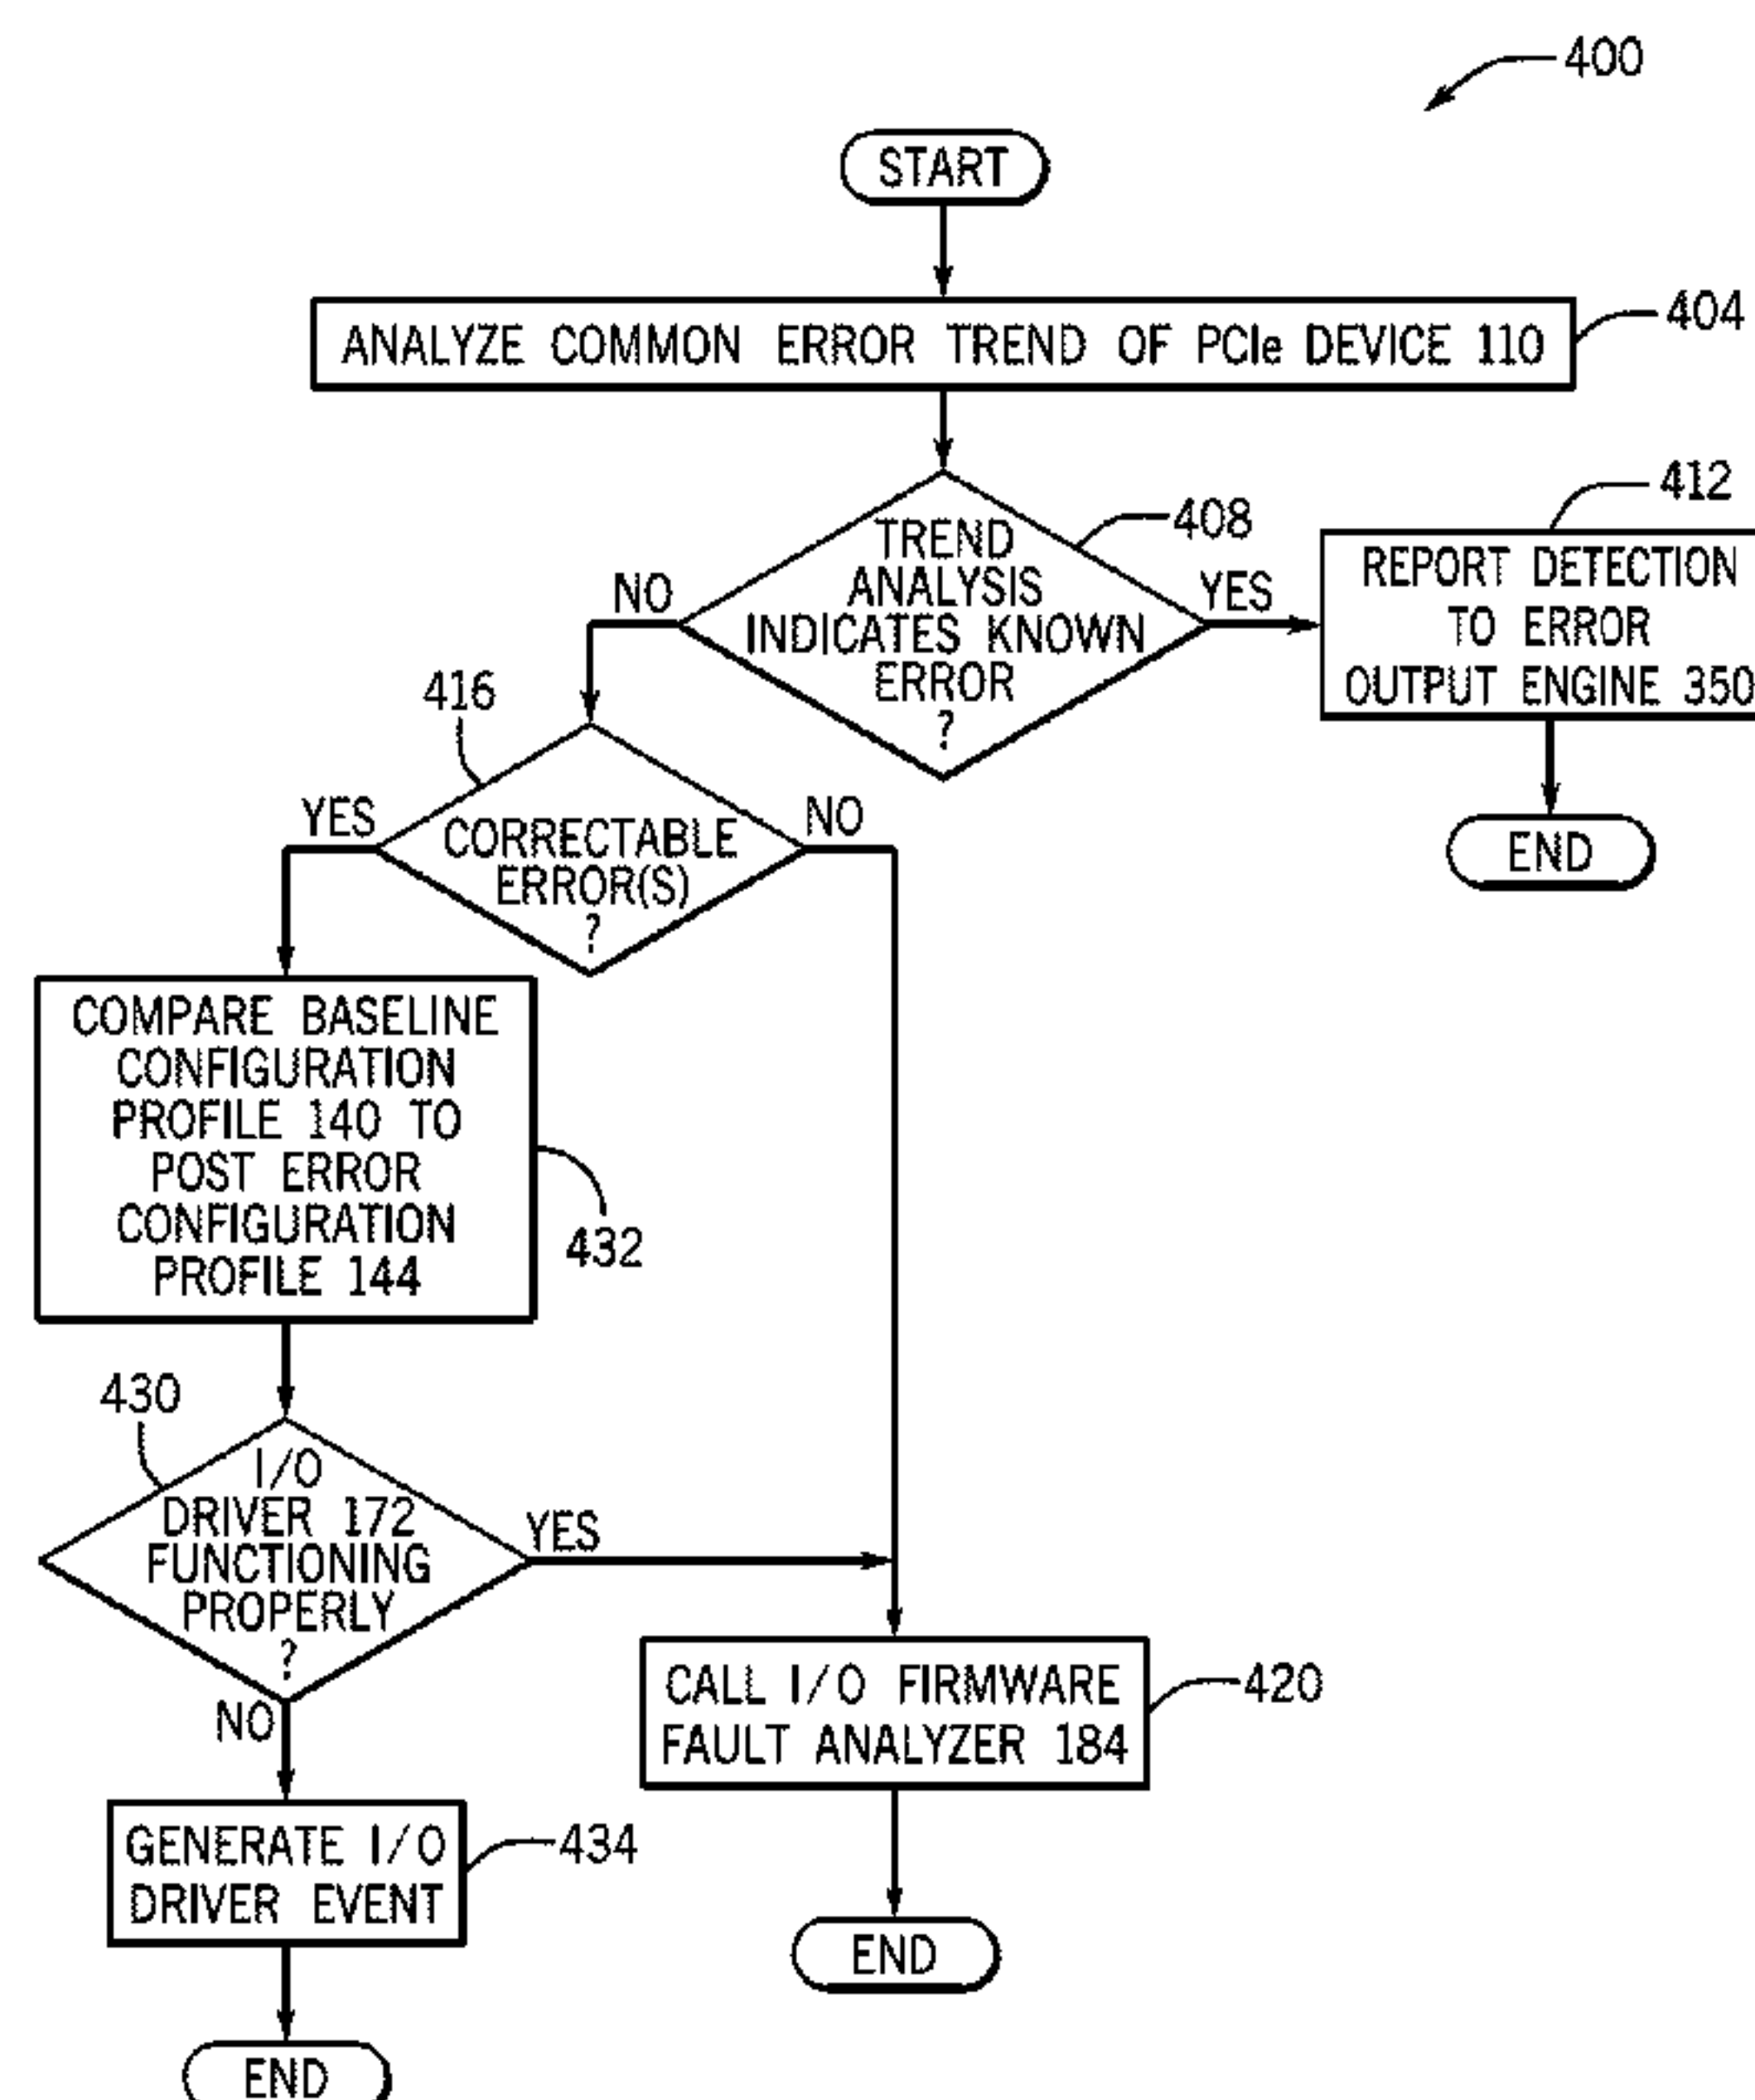 400
START
ANALYZE COMMON ERROR TREND OF PCIe DEVICE 110
404
TREND
ANALYSIS
INDICATES KNOWN
ERROR
?
408
NO
YES
412
REPORT DETECTION
TO ERROR
OUTPUT ENGINE 350
END
416
YES
CORRECTABLE
ERROR(S)
?
NO
COMPARE BASELINE
CONFIGURATION
PROFILE 140 TO
POST ERROR
CONFIGURATION
PROFILE 144
432
430
I/O
DRIVER 172
FUNCTIONING
PROPERLY
?
YES
NO
CALL I/O FIRMWARE
FAULT ANALYZER 184
420
END
GENERATE I/O
DRIVER EVENT
434
END